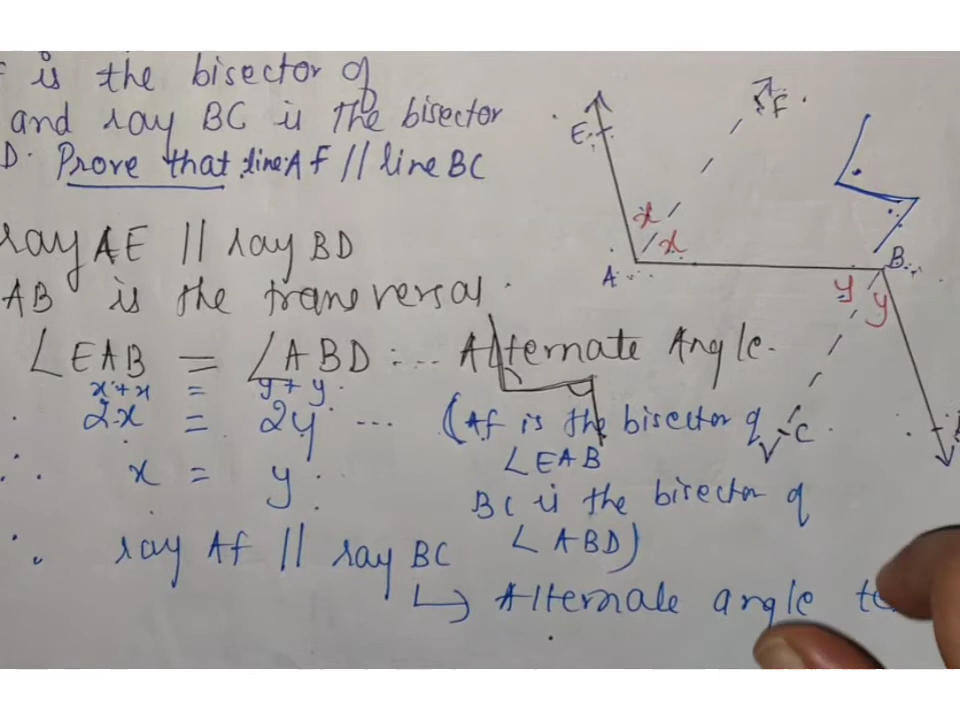 is the bisector of
and ray BC is the bisector
D. Prove that line AF // line BC
ray AE // ray BD
AB is the transversal.
∠EAB = ∠ABD .... Alternate Angle.
x+x = y+y.
2x = 2y ... (Af is the bisector of
∠EAB
∴ x = y.
BC is the bisector of
∴ ray Af // ray BC ∠ABD)
↳ Alternate angle
E
F
x
x
A
B
y
y
C